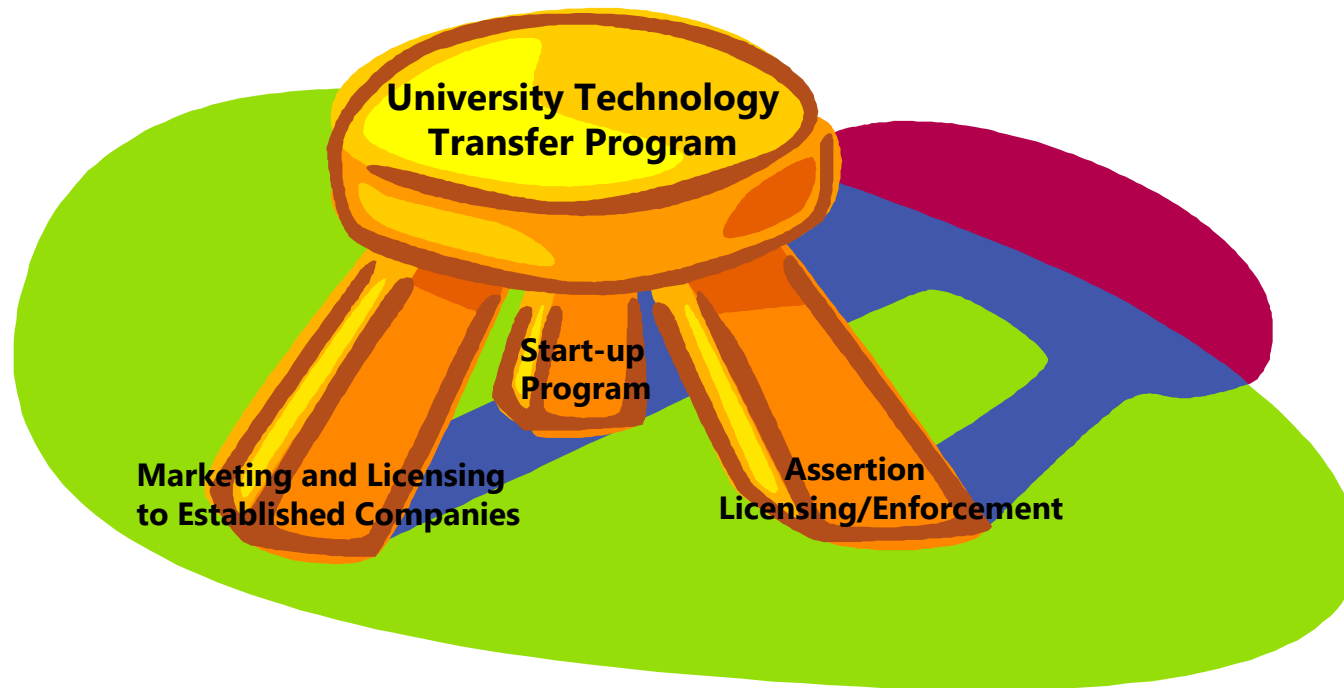 University Technology
Transfer Program
Start-up
Program
Marketing and Licensing
to Established Companies
Assertion
Licensing/Enforcement